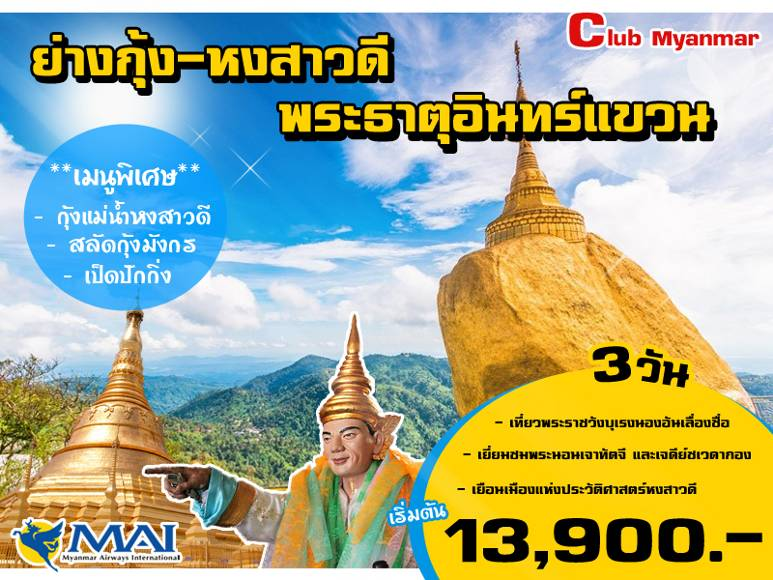 Club Myanmar
ย่างกุ้ง-หงสาวดี
พระธาตุอินทร์แขวน
**เมนูพิเศษ**
- กุ้งแม่น้ำหงสาวดี
- สลัดกุ้งมังกร
- เป็ดปักกิ่ง
3 วัน
- เที่ยวพระราชวังบุเรงนองอันเลื่องชื่อ
- เยี่ยมชมพระนอนเจาทัตจี และเจดีย์ชเวดากอง
- เยือนเมืองแห่งประวัติศาสตร์หงสาวดี
เริ่มต้น
13,900.-
MAI
Myanmar Airways International